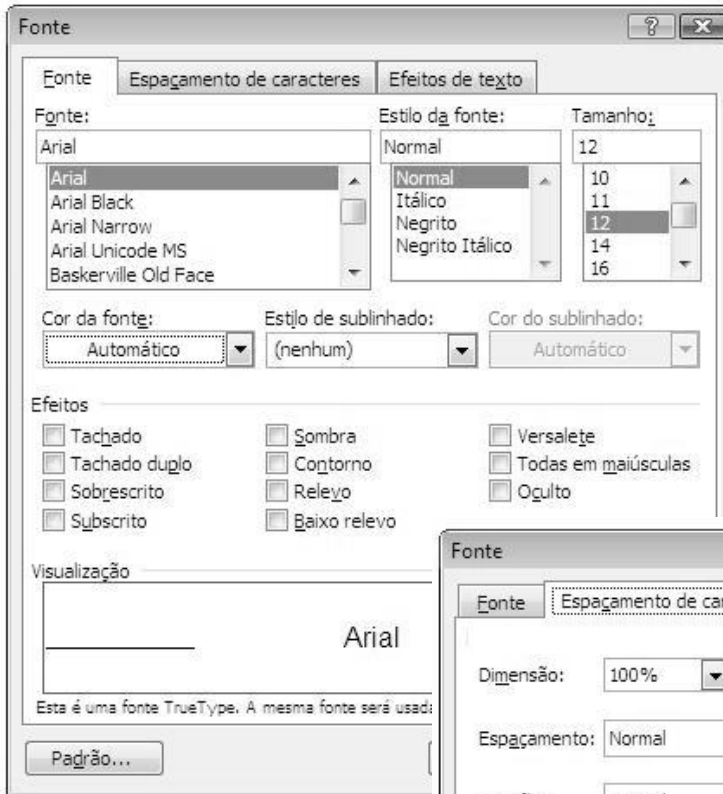 Fonte
Fonte Espaçamento de caracteres Efeitos de texto
Fonte: Estilo da fonte: Tamanho:
Arial Normal 12
Arial Normal 10
Arial Black Itálico 11
Arial Narrow Negrito 12
Arial Unicode MS Negrito Itálico 14
Baskerville Old Face 16
Cor da fonte: Estilo de sublinhado: Cor do sublinhado:
Automático (nenhum) Automático
Efeitos
Tachado Sombra Versalete
Tachado duplo Contorno Todas em maiúsculas
Sobrescrito Relevo Oculto
Subscrito Baixo relevo
Visualização
Arial
Esta é uma fonte TrueType. A mesma fonte será usada
Padrão...
Fonte
Fonte Espaçamento de car
Dimensão: 100%
Espaçamento: Normal